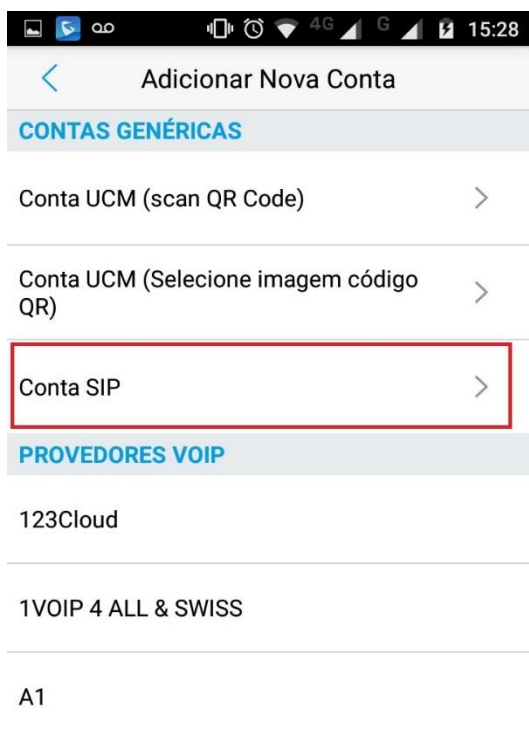 4G G 15:28
Adicionar Nova Conta
CONTAS GENÉRICAS
Conta UCM (scan QR Code)
Conta UCM (Selecione imagem código
QR)
Conta SIP
PROVEDORES VOIP
123Cloud
1VOIP 4 ALL & SWISS
A1